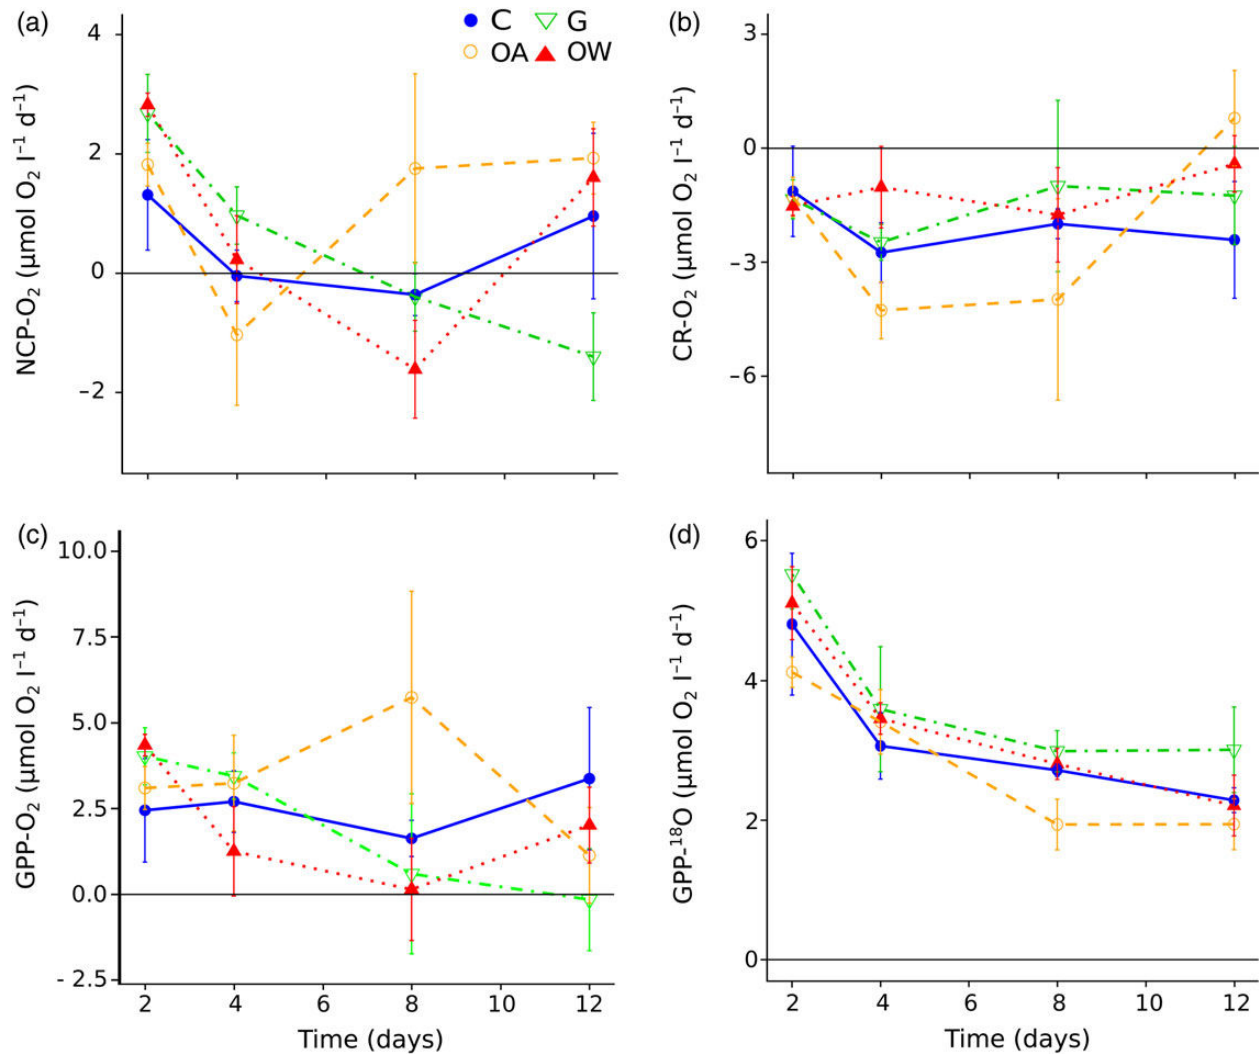 (a)
C
G
OA
OW
4
2
0
−2
NCP-O₂ (µmol O₂ l⁻¹ d⁻¹)
(b)
3
0
−3
−6
CR-O₂ (µmol O₂ l⁻¹ d⁻¹)
(c)
10.0
7.5
5.0
2.5
0.0
- 2.5
GPP-O₂ (µmol O₂ l⁻¹ d⁻¹)
2 4 6 8 10 12
Time (days)
(d)
6
4
2
0
GPP-¹⁸O (µmol O₂ l⁻¹ d⁻¹)
2 4 6 8 10 12
Time (days)